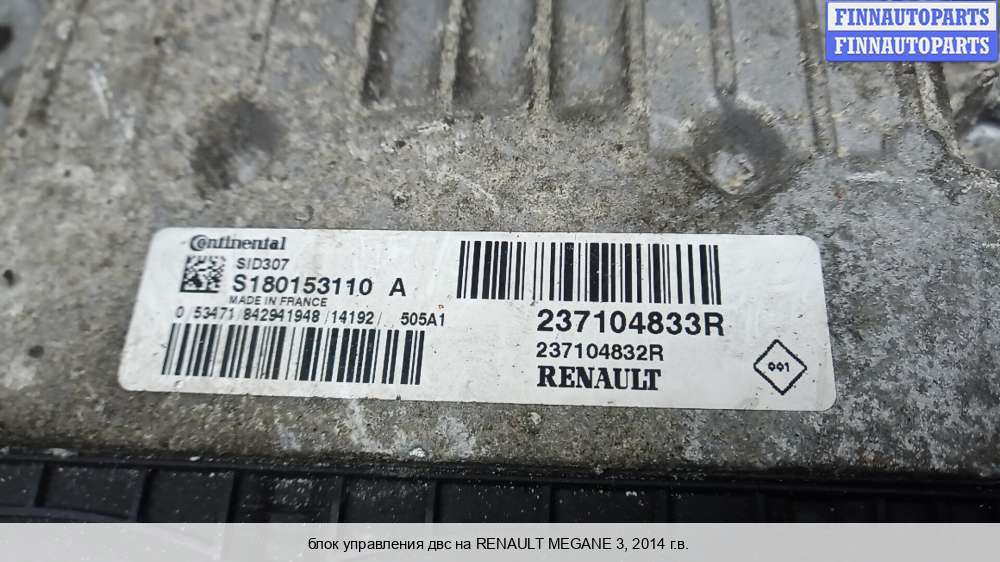 FINNAUTOPARTS
FINNAUTOPARTS
Continental
SID307
S180153110 A
MADE IN FRANCE
0 / 53471 / 842941948 / 14192 / 505A1
237104833R
237104832R
RENAULT
001
блок управления двс на RENAULT MEGANE 3, 2014 г.в.